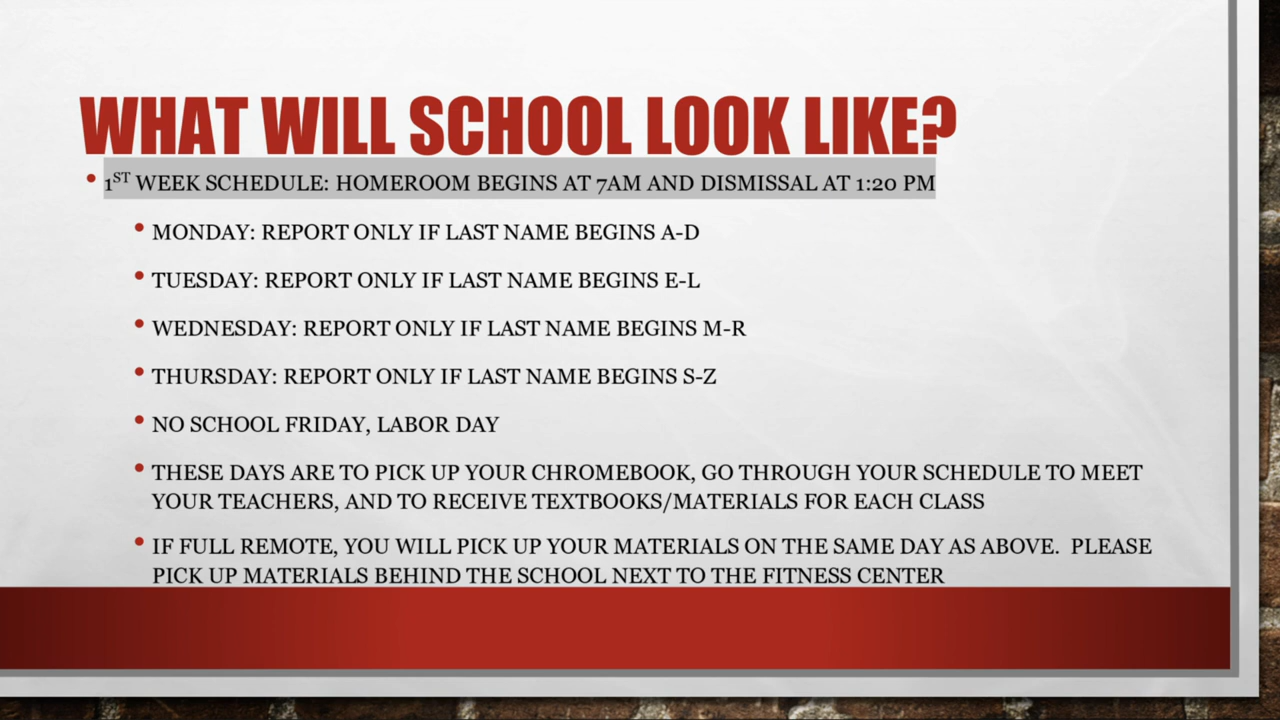 WHAT WILL SCHOOL LOOK LIKE?
• 1ST WEEK SCHEDULE: HOMEROOM BEGINS AT 7AM AND DISMISSAL AT 1:20 PM
• MONDAY: REPORT ONLY IF LAST NAME BEGINS A-D
• TUESDAY: REPORT ONLY IF LAST NAME BEGINS E-L
• WEDNESDAY: REPORT ONLY IF LAST NAME BEGINS M-R
• THURSDAY: REPORT ONLY IF LAST NAME BEGINS S-Z
• NO SCHOOL FRIDAY, LABOR DAY
• THESE DAYS ARE TO PICK UP YOUR CHROMEBOOK, GO THROUGH YOUR SCHEDULE TO MEET
YOUR TEACHERS, AND TO RECEIVE TEXTBOOKS/MATERIALS FOR EACH CLASS
• IF FULL REMOTE, YOU WILL PICK UP YOUR MATERIALS ON THE SAME DAY AS ABOVE.  PLEASE
PICK UP MATERIALS BEHIND THE SCHOOL NEXT TO THE FITNESS CENTER